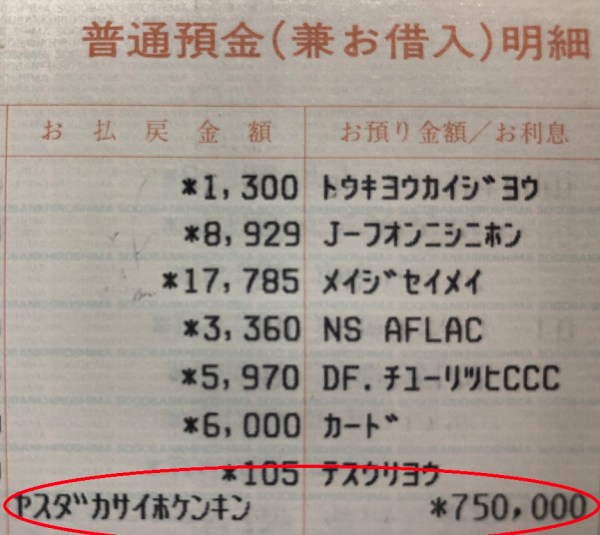 普通預金(兼お借入)明細
お払戻金額 お預り金額／お利息
*1,300 トウキヨウカイジ゛ヨウ
*8,929 J-フオンニシニホン
*17,785 メイジ゛セイメイ
*3,360 NS AFLAC
*5,970 DF.チユーリツヒCCC
*6,000 カード゛
*105 テスウリヨウ
ヤスダ゛カサイホケンキン *750,000